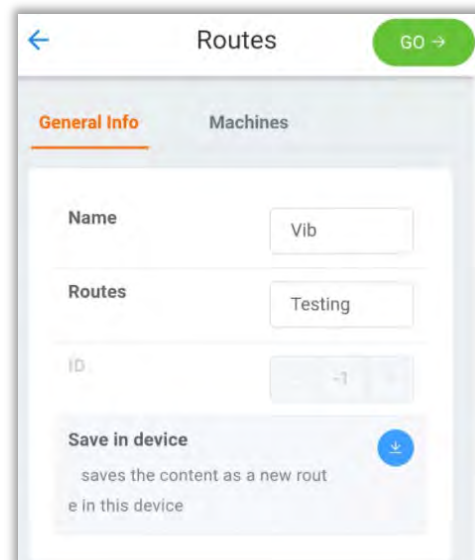 ← Routes GO →
General Info Machines
Name Vib
Routes Testing
ID -1
Save in device
saves the content as a new rout
e in this device